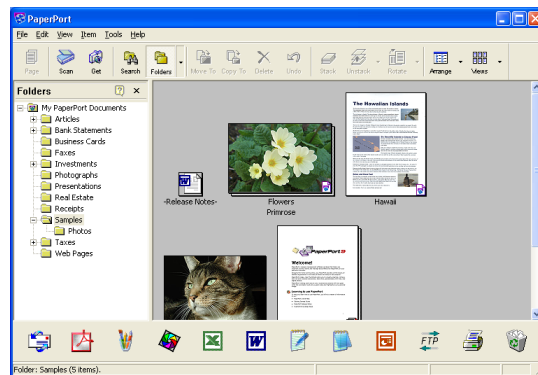 PaperPort
File Edit View Item Tools Help
Page Scan Get Search Folders Move To Copy To Delete Undo Stack Unstack Rotate Arrange Views
Folders
My PaperPort Documents
Articles
Bank Statements
Business Cards
Faxes
Investments
Photographs
Presentations
Real Estate
Receipts
Samples
Photos
Taxes
Web Pages
The Hawaiian Islands
-Release Notes-
Flowers
Primrose
Hawaii
PaperPort
Welcome!
FTP
Folder: Samples (5 items).